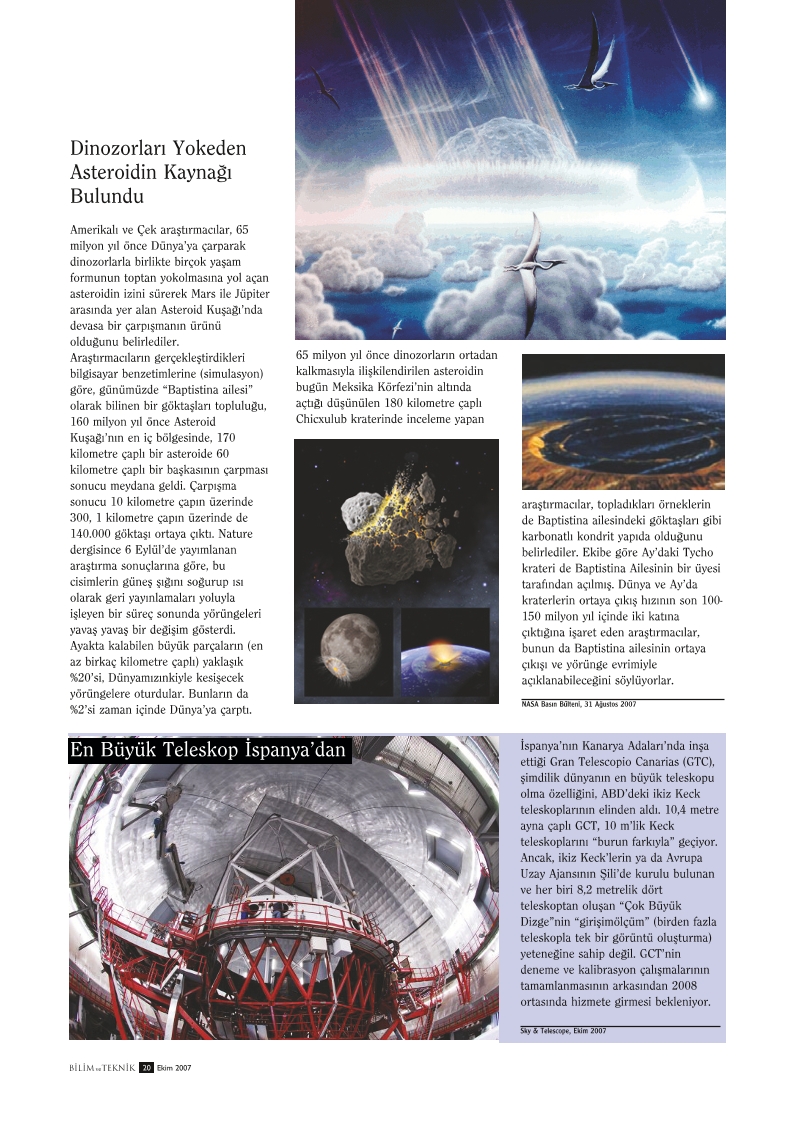 Dinozorları Yokeden
Asteroidin Kaynağı
Bulundu
Amerikalı ve Çek araştırmacılar, 65
milyon yıl önce Dünya’ya çarparak
dinozorlarla birlikte birçok yaşam
formunun toptan yokolmasına yol açan
asteroidin izini sürerek Mars ile Jüpiter
arasında yer alan Asteroid Kuşağı’nda
devasa bir çarpışmanın ürünü
olduğunu belirlediler.
Araştırmacıların gerçekleştirdikleri
bilgisayar benzetimlerine (simulasyon)
göre, günümüzde “Baptistina ailesi”
olarak bilinen bir göktaşları topluluğu,
160 milyon yıl önce Asteroid
Kuşağı’nın en iç bölgesinde, 170
kilometre çaplı bir asteroide 60
kilometre çaplı bir başkasının çarpması
sonucu meydana geldi. Çarpışma
sonucu 10 kilometre çapın üzerinde
300, 1 kilometre çapın üzerinde de
140.000 göktaşı ortaya çıktı. Nature
dergisince 6 Eylül’de yayımlanan
araştırma sonuçlarına göre, bu
cisimlerin güneş şığını soğurup ısı
olarak geri yayınlamaları yoluyla
işleyen bir süreç sonunda yörüngeleri
yavaş yavaş bir değişim gösterdi.
Ayakta kalabilen büyük parçaların (en
az birkaç kilometre çaplı) yaklaşık
%20’si, Dünyamızınkiyle kesişecek
yörüngelere oturdular. Bunların da
%2’si zaman içinde Dünya’ya çarptı.
65 milyon yıl önce dinozorların ortadan
kalkmasıyla ilişkilendirilen asteroidin
bugün Meksika Körfezi’nin altında
açtığı düşünülen 180 kilometre çaplı
Chicxulub kraterinde inceleme yapan
araştırmacılar, topladıkları örneklerin
de Baptistina ailesindeki göktaşları gibi
karbonatlı kondrit yapıda olduğunu
belirlediler. Ekibe göre Ay’daki Tycho
krateri de Baptistina Ailesinin bir üyesi
tarafından açılmış. Dünya ve Ay’da
kraterlerin ortaya çıkış hızının son 100-
150 milyon yıl içinde iki katına
çıktığına işaret eden araştırmacılar,
bunun da Baptistina ailesinin ortaya
çıkışı ve yörünge evrimiyle
açıklanabileceğini söylüyorlar.
NASA Basın Bülteni, 31 Ağustos 2007
En Büyük Teleskop İspanya’dan
İspanya’nın Kanarya Adaları’nda inşa
ettiği Gran Telescopio Canarias (GTC),
şimdilik dünyanın en büyük teleskopu
olma özelliğini, ABD’deki ikiz Keck
teleskoplarının elinden aldı. 10,4 metre
ayna çaplı GCT, 10 m’lik Keck
teleskoplarını “burun farkıyla” geçiyor.
Ancak, ikiz Keck’lerin ya da Avrupa
Uzay Ajansının Şili’de kurulu bulunan
ve her biri 8,2 metrelik dört
teleskoptan oluşan “Çok Büyük
Dizge”nin “girişimölçüm” (birden fazla
teleskopla tek bir görüntü oluşturma)
yeteneğine sahip değil. GCT’nin
deneme ve kalibrasyon çalışmalarının
tamamlanmasının arkasından 2008
ortasında hizmete girmesi bekleniyor.
Sky & Telescope, Ekim 2007
BİLİM ve TEKNİK 20 Ekim 2007